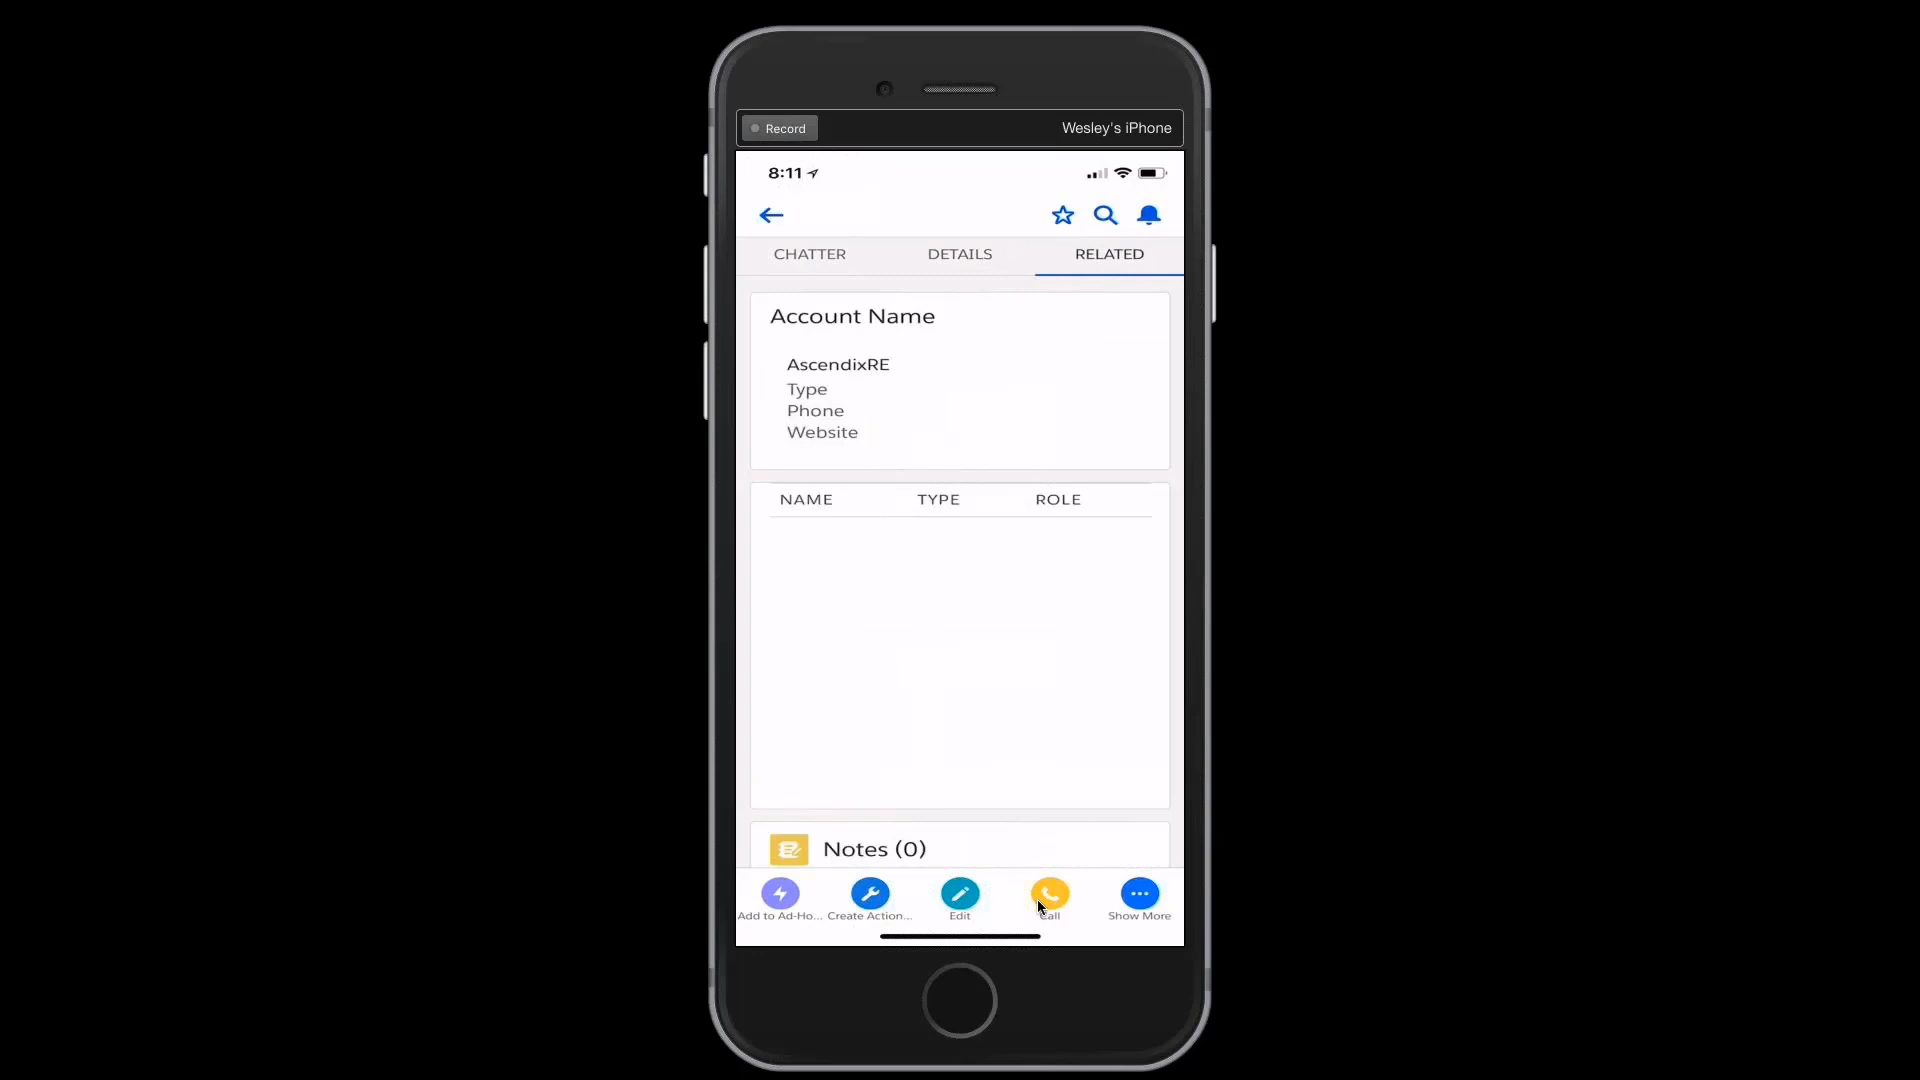 Record
Wesley's iPhone
8:11
CHATTER DETAILS RELATED
Account Name
AscendixRE
Type
Phone
Website
NAME TYPE ROLE
Notes (0)
Add to Ad-Ho... Create Action... Edit Call Show More